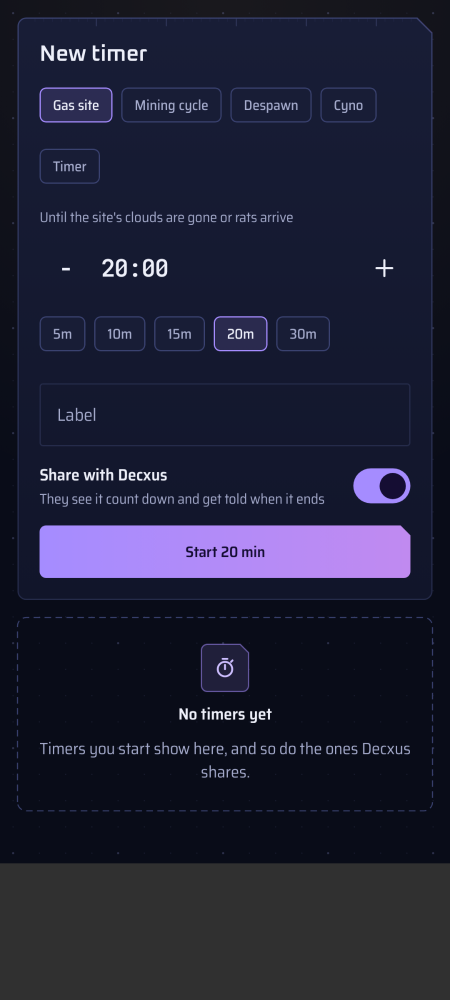 New timer
Gas site Mining cycle Despawn Cyno
Timer
Until the site's clouds are gone or rats arrive
- 20:00 +
5m 10m 15m 20m 30m
Label
Share with Decxus
They see it count down and get told when it ends
Start 20 min
No timers yet
Timers you start show here, and so do the ones Decxus
shares.